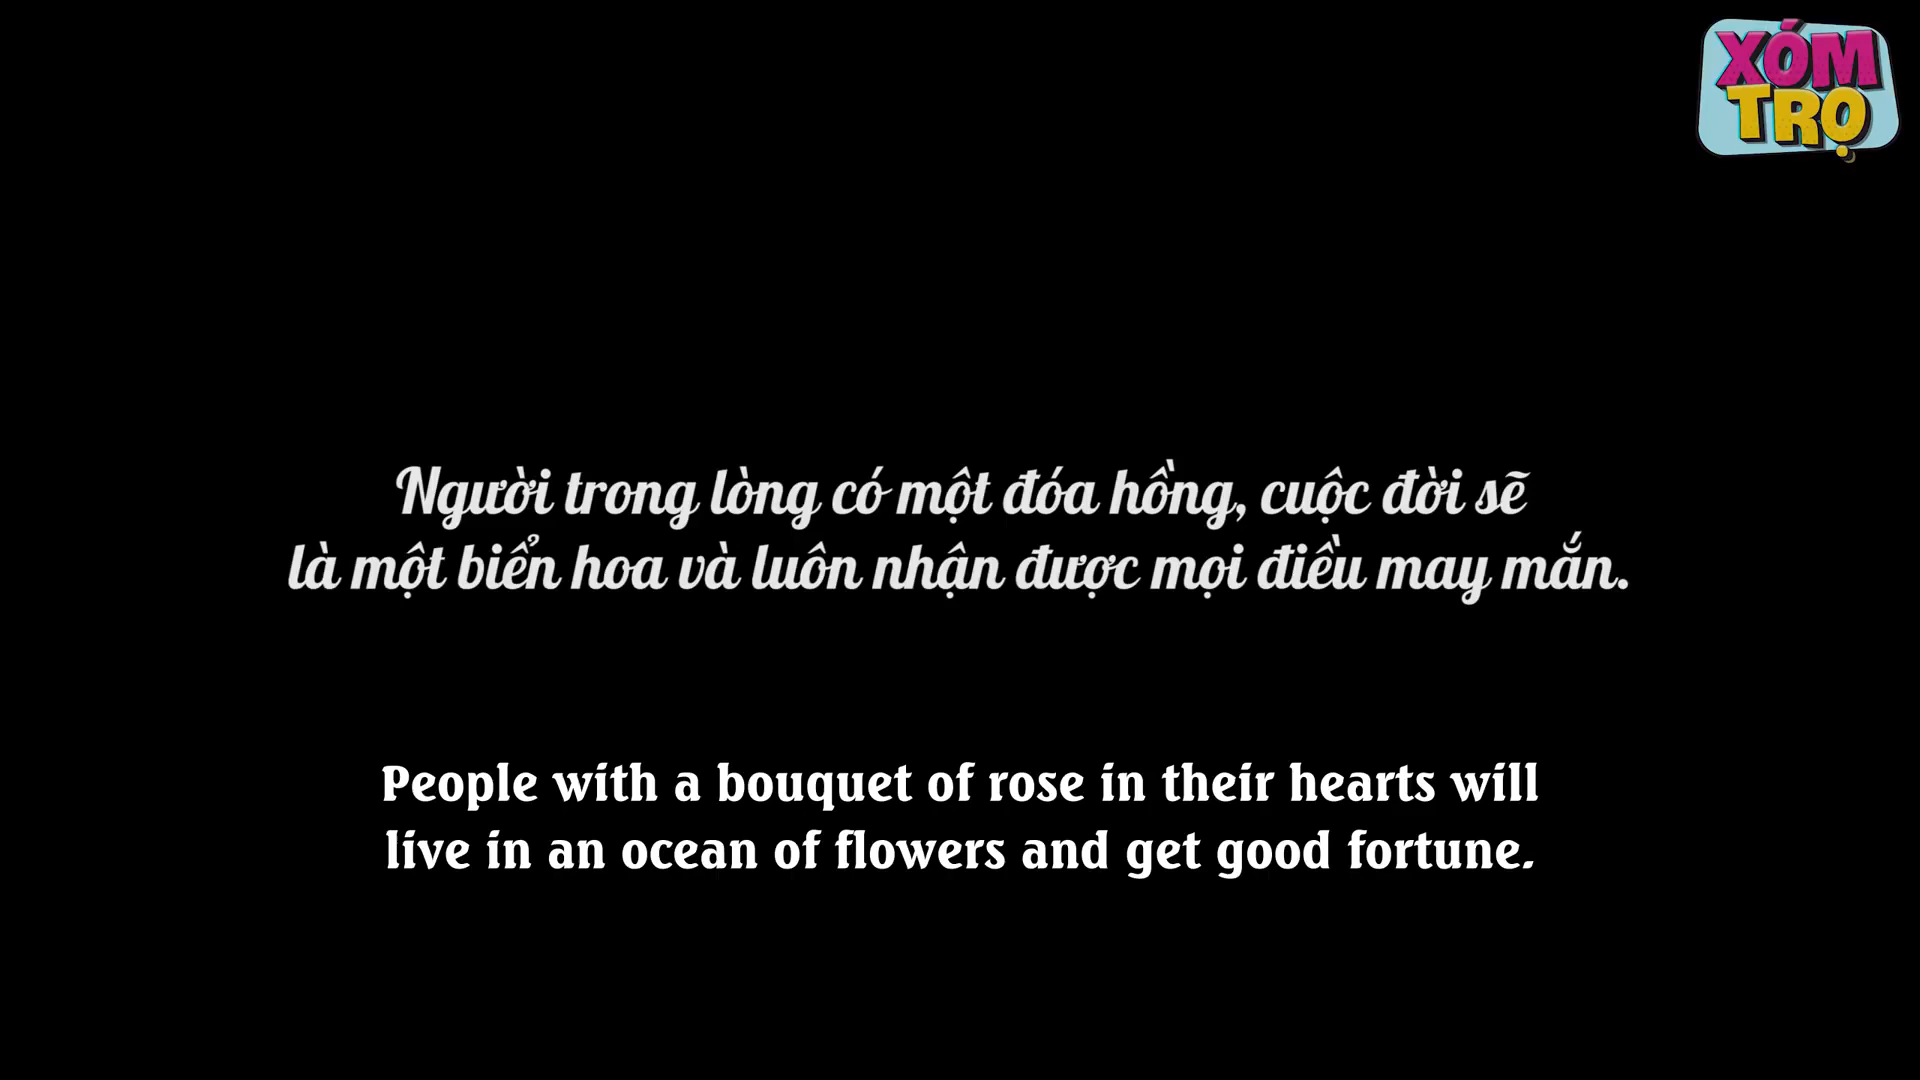 XÓM
TRỌ
Người trong lòng có một đóa hồng, cuộc đời sẽ
là một biển hoa và luôn nhận được mọi điều may mắn.
People with a bouquet of rose in their hearts will
live in an ocean of flowers and get good fortune.